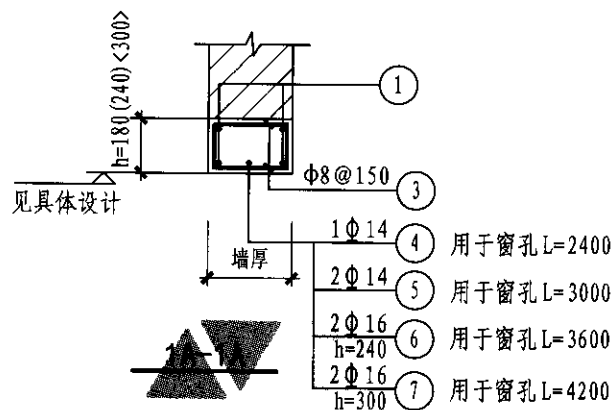 h=180(240)<300>
1
ϕ8@150
3
见具体设计
1ϕ14
4
用于窗孔L=2400
墙厚
2ϕ14
5
用于窗孔L=3000
2ϕ16
h=240
6
用于窗孔L=3600
1A-1A
2ϕ16
h=300
7
用于窗孔L=4200